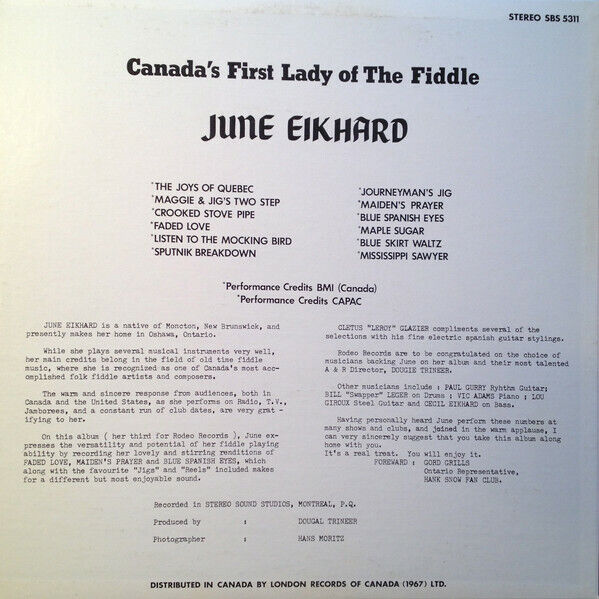 STEREO SBS 5311
Canada's First Lady of The Fiddle
JUNE EIKHARD
*THE JOYS OF QUEBEC
*MAGGIE & JIG'S TWO STEP
*CROOKED STOVE PIPE
*FADED LOVE
*LISTEN TO THE MOCKING BIRD
*SPUTNIK BREAKDOWN
*JOURNEYMAN'S JIG
*MAIDEN'S PRAYER
*BLUE SPANISH EYES
*MAPLE SUGAR
*BLUE SKIRT WALTZ
*MISSISSIPPI SAWYER
*Performance Credits BMI (Canada)
*Performance Credits CAPAC
JUNE EIKHARD is a native of Moncton, New Brunswick, and
presently makes her home in Oshawa, Ontario.
While she plays several musical instruments very well,
her main credits belong in the field of old time fiddle
music, where she is recognized as one of Canada's most acc-
omplished folk fiddle artists and composers.
The warm and sincere response from audiences, both in
Canada and the United States, as she performs on Radio, T.V.,
Jamborees, and a constant run of club dates, are very grat -
ifying to her.
On this album ( her third for Rodeo Records ), June ex-
presses the versatility and potential of her fiddle playing
ability by recording her lovely and stirring renditions of
FADED LOVE, MAIDEN'S PRAYER and BLUE SPANISH EYES, which
along with the favourite "Jigs" and "Reels" included makes
for a different but most enjoyable sound.
CLETUS "LEROY" GLAZIER compliments several of the
selections with his fine electric spanish guitar stylings.
Rodeo Records are to be congratulated on the choice of
musicians backing June on her album and their most talented
A & R Director, DOUGIE TRINEER.
Other musicians include : PAUL GURRY Ryhthm Guitar;
BILL "Swapper" LEGER on Drums ; VIC ADAMS Piano ; LOU
GIROUX Steel Guitar and CECIL EIKHARD on Bass.
Having personally heard June perform these numbers at
many shows and clubs, and joined in the warm applause, I
can very sincerely suggest that you take this album along
home with you.
It's a real treat. You will enjoy it.
FOREWARD : GORD GRILLS
Ontario Representative,
HANK SNOW FAN CLUB.
Recorded in STEREO SOUND STUDIOS, MONTREAL, P.Q.
Produced by : DOUGAL TRINEER
Photographer : HANS MORITZ
DISTRIBUTED IN CANADA BY LONDON RECORDS OF CANADA (1967) LTD.